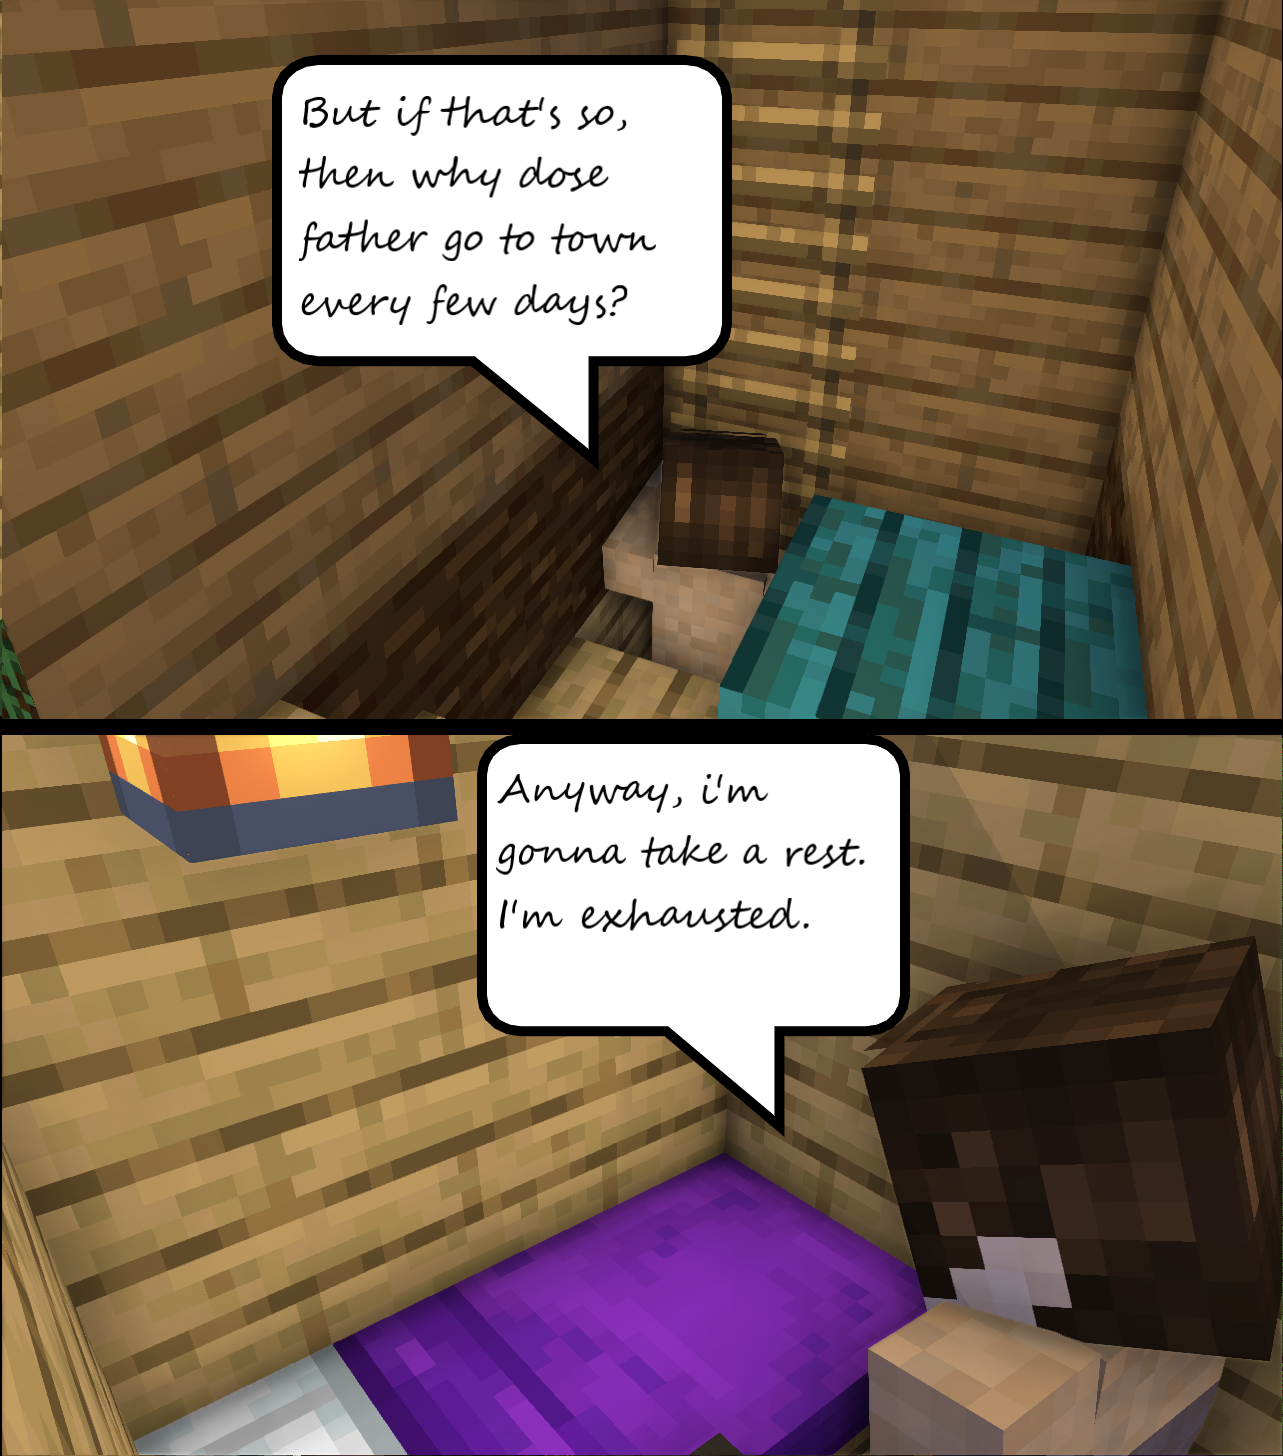 But if that's so,
then why dose
father go to town
every few days?
Anyway, i'm
gonna take a rest.
I'm exhausted.